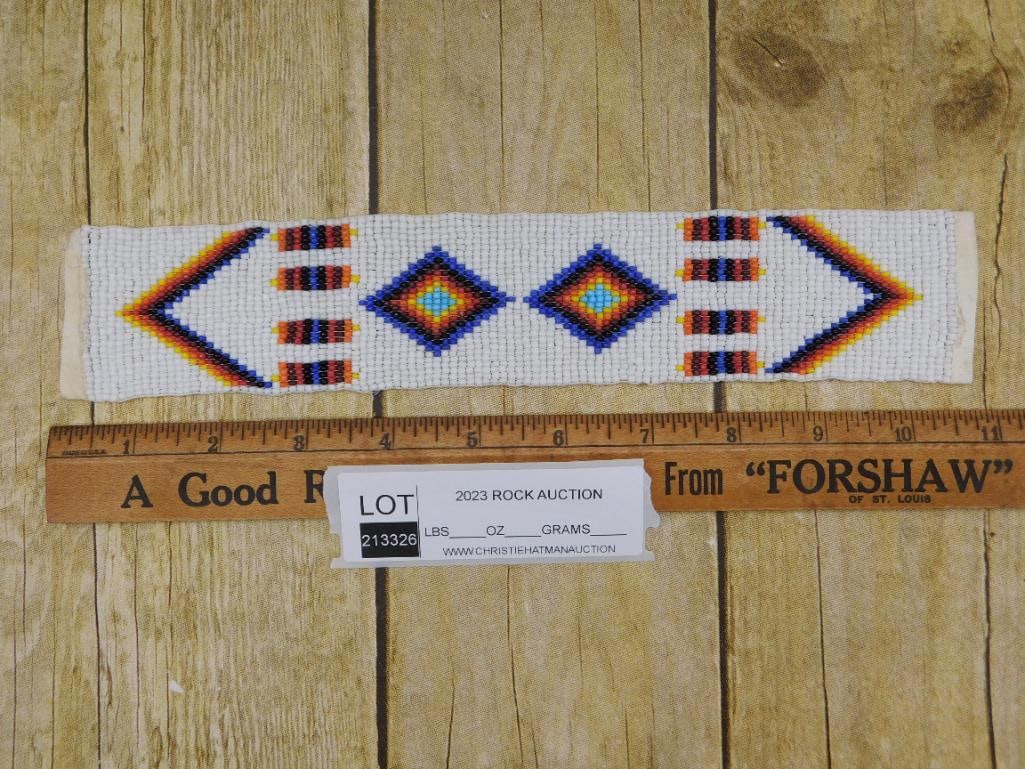 1 2 3 4 5 6 7 8 9 10 11
A Good R From "FORSHAW"
OF ST. LOUIS
LOT
213326
2023 ROCK AUCTION
LBS_____OZ_____GRAMS_____
WWW.CHRISTIEHATMANAUCTION